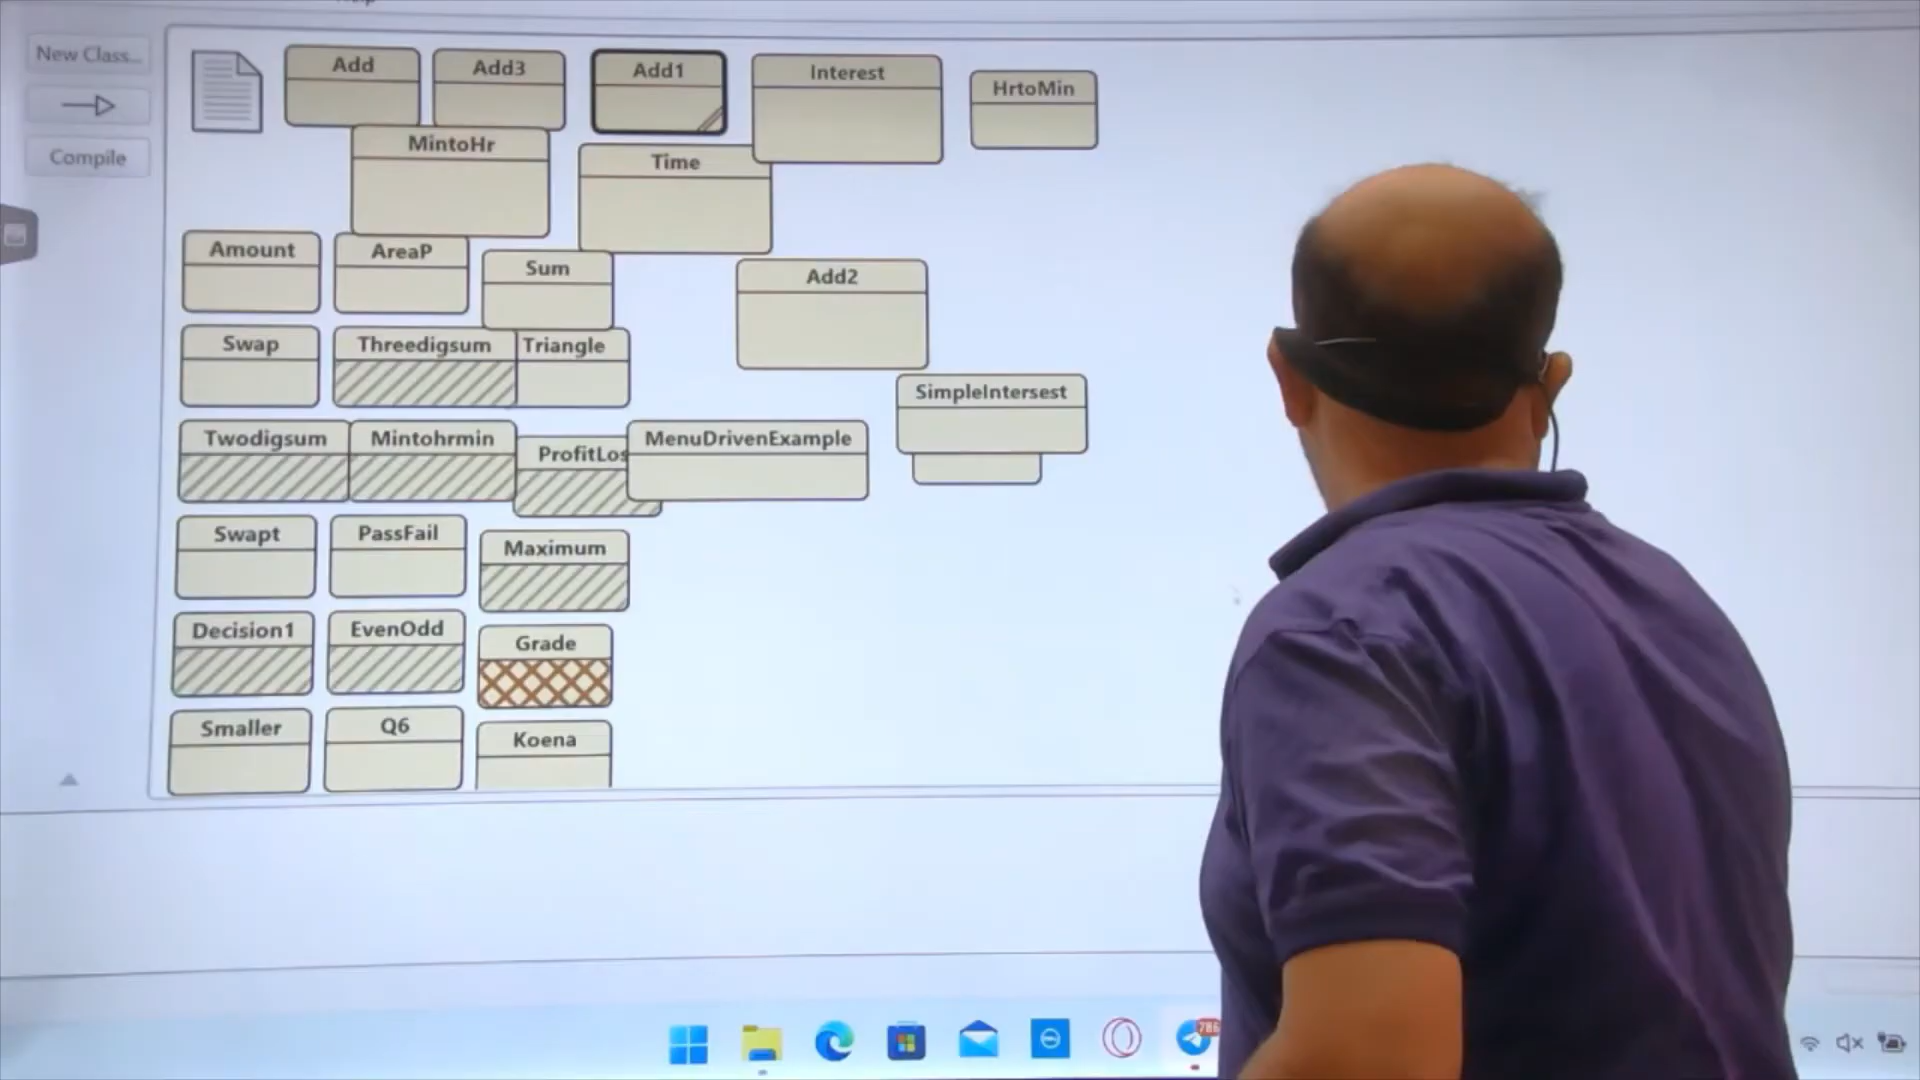 New Class...
Compile
Add
Add3
Add1
Interest
HrtoMin
MintoHr
Time
Amount
AreaP
Sum
Add2
Swap
Threedigsum
Triangle
SimpleIntersest
Twodigsum
Mintohrmin
ProfitLos
MenuDrivenExample
Swapt
PassFail
Maximum
Decision1
EvenOdd
Grade
Smaller
Q6
Koena
786